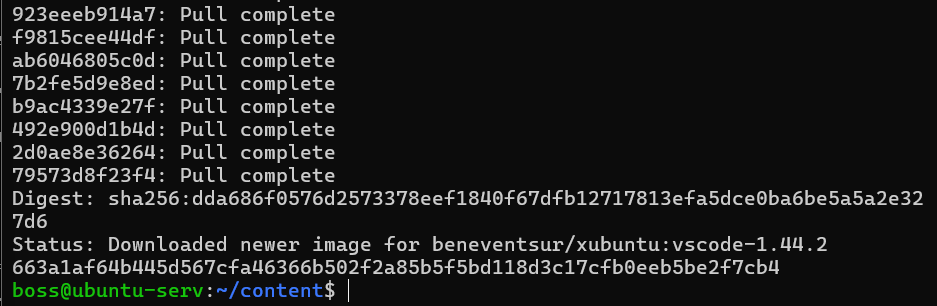 923eeeb914a7: Pull complete
f9815cee44df: Pull complete
ab6046805c0d: Pull complete
7b2fe5d9e8ed: Pull complete
b9ac4339e27f: Pull complete
492e900d1b4d: Pull complete
2d0ae8e36264: Pull complete
79573d8f23f4: Pull complete
Digest: sha256:dda686f0576d2573378eef1840f67dfb12717813efa5dce0ba6be5a5a2e32
7d6
Status: Downloaded newer image for beneventsur/xubuntu:vscode-1.44.2
663a1af64b445d567cfa46366b502f2a85b5f5bd118d3c17cfb0eeb5be2f7cb4
boss@ubuntu-serv:~/content$